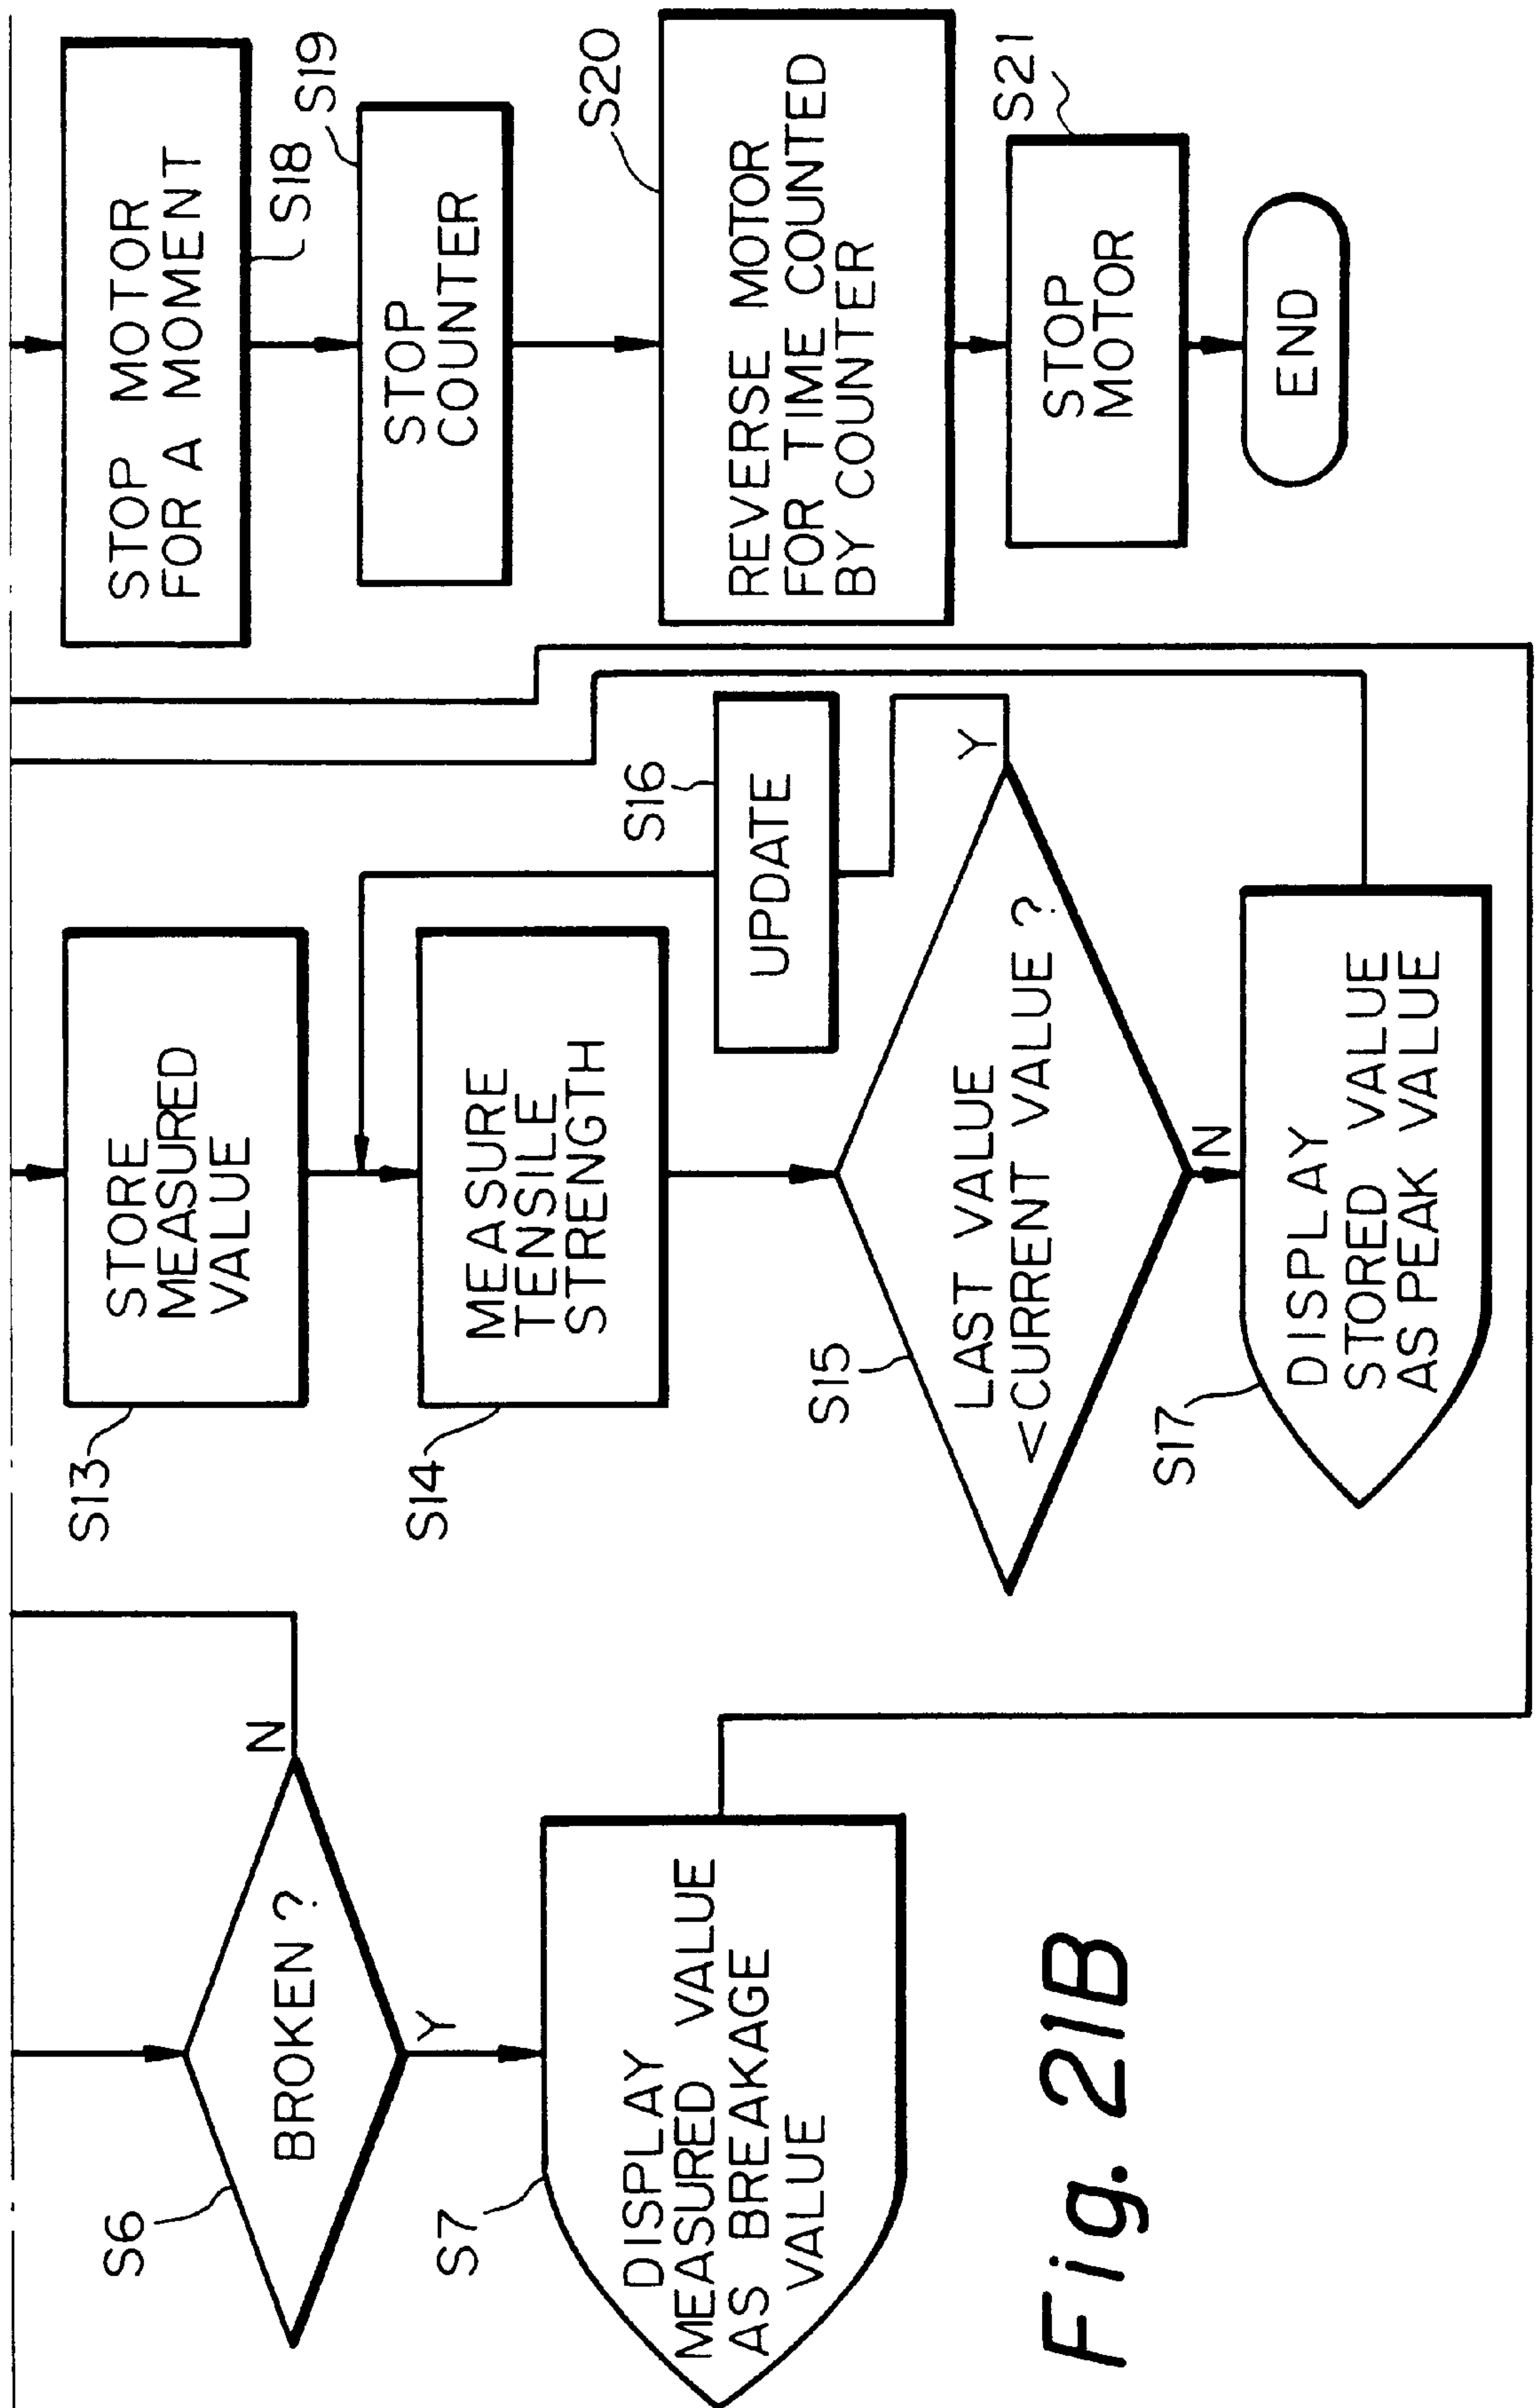 S6
BROKEN ?
N
Y
S7
DISPLAY
MEASURED VALUE
AS BREAKAGE
VALUE
S13
STORE
MEASURED
VALUE
S14
MEASURE
TENSILE
STRENGTH
S15
LAST VALUE
<CURRENT VALUE ?
Y
N
S16
UPDATE
S17
DISPLAY
STORED VALUE
AS PEAK VALUE
STOP MOTOR
FOR A MOMENT
S18
S19
STOP
COUNTER
S20
REVERSE MOTOR
FOR TIME COUNTED
BY COUNTER
S21
STOP
MOTOR
END
Fig. 21B